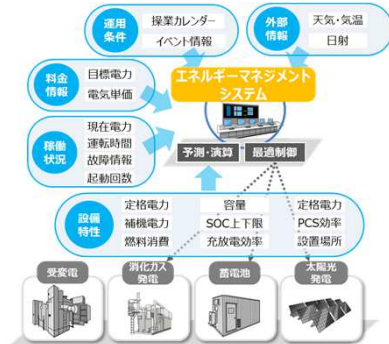 運用
条件
操業カレンダー
イベント情報
外部
情報
天気・気温
日射
料金
情報
目標電力
電気単価
エネルギーマネジメント
システム
稼働
状況
現在電力
運転時間
故障情報
起動回数
予測・演算
最適制御
設備
特性
定格電力
補機電力
燃料消費
容量
SOC上下限
充放電効率
定格電力
PCS効率
設置場所
受変電
消化ガス
発電
蓄電池
太陽光
発電